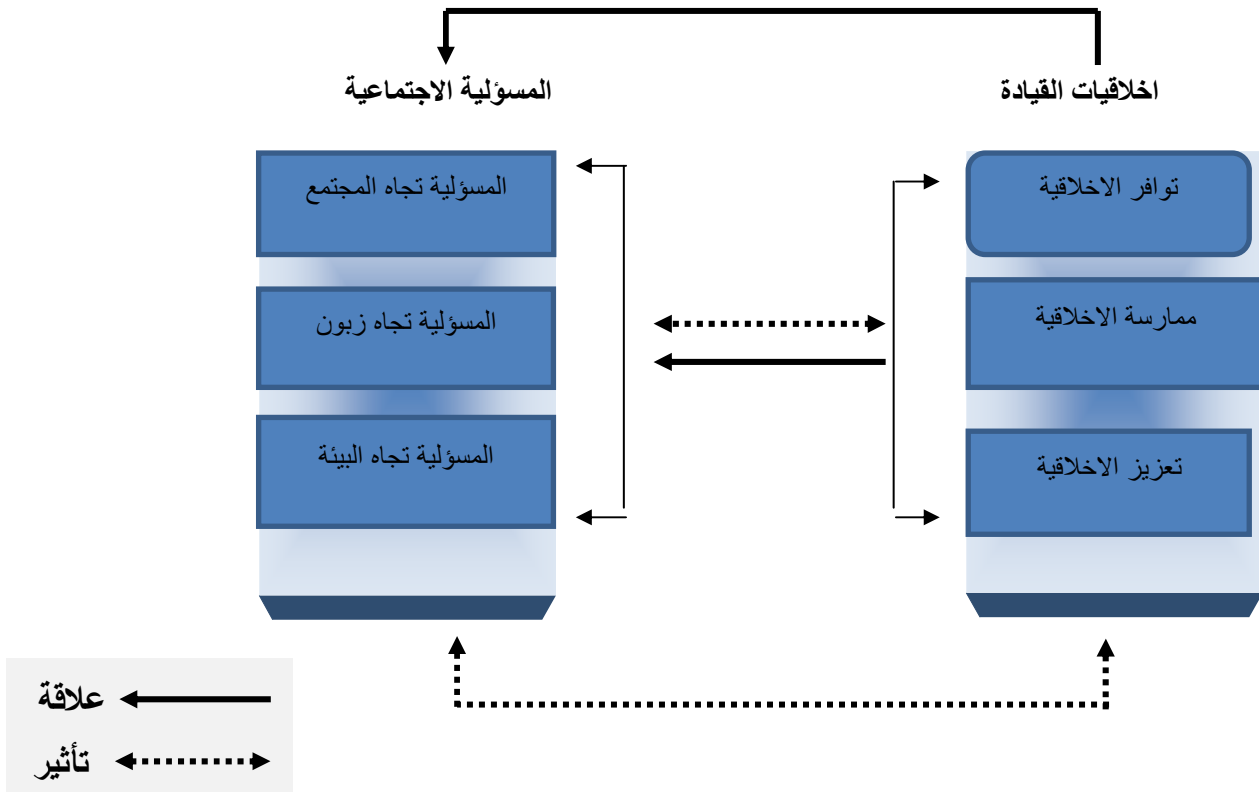 اخلاقيات القيادة
المسؤلية الاجتماعية
توافر الاخلاقية
ممارسة الاخلاقية
تعزيز الاخلاقية
المسؤلية تجاه المجتمع
المسؤلية تجاه زبون
المسؤلية تجاه البيئة
علاقة
تأثير